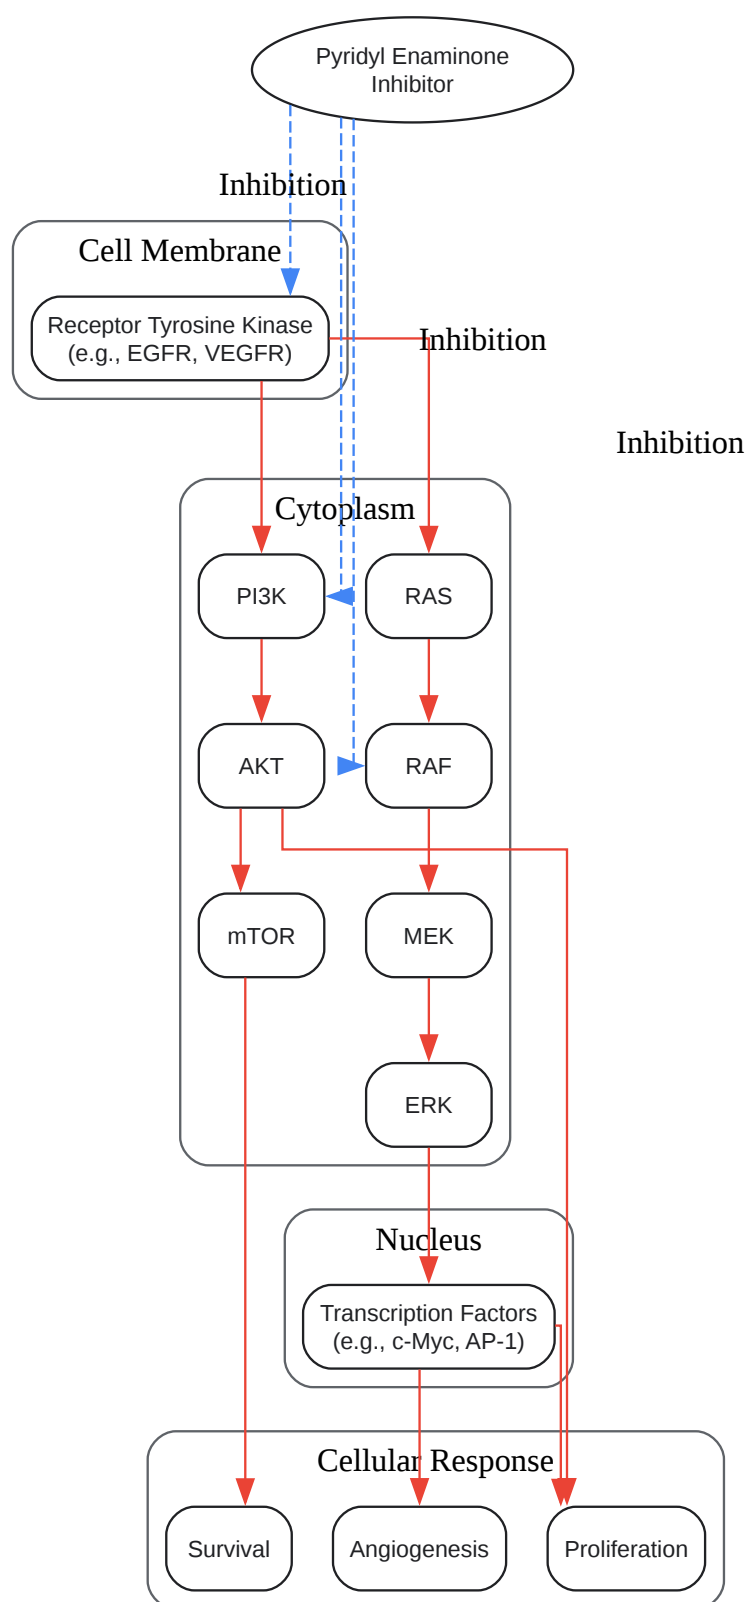 Pyridyl Enaminone
Inhibitor
Inhibition
Cell Membrane
Receptor Tyrosine Kinase
(e.g., EGFR, VEGFR)
Inhibition
Inhibition
Cytoplasm
PI3K
RAS
AKT
RAF
mTOR
MEK
ERK
Nucleus
Transcription Factors
(e.g., c-Myc, AP-1)
Cellular Response
Survival
Angiogenesis
Proliferation